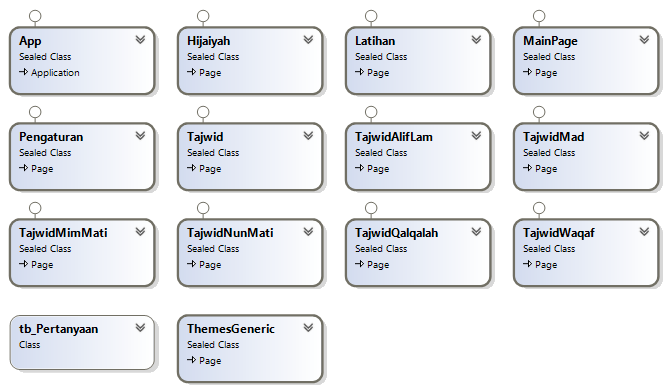 App
Sealed Class
Application
Hijaiyah
Sealed Class
Page
Latihan
Sealed Class
Page
MainPage
Sealed Class
Page
Pengaturan
Sealed Class
Page
Tajwid
Sealed Class
Page
TajwidAlifLam
Sealed Class
Page
TajwidMad
Sealed Class
Page
TajwidMimMati
Sealed Class
Page
TajwidNunMati
Sealed Class
Page
TajwidQalqalah
Sealed Class
Page
TajwidWaqaf
Sealed Class
Page
tb_Pertanyaan
Class
ThemesGeneric
Sealed Class
Page